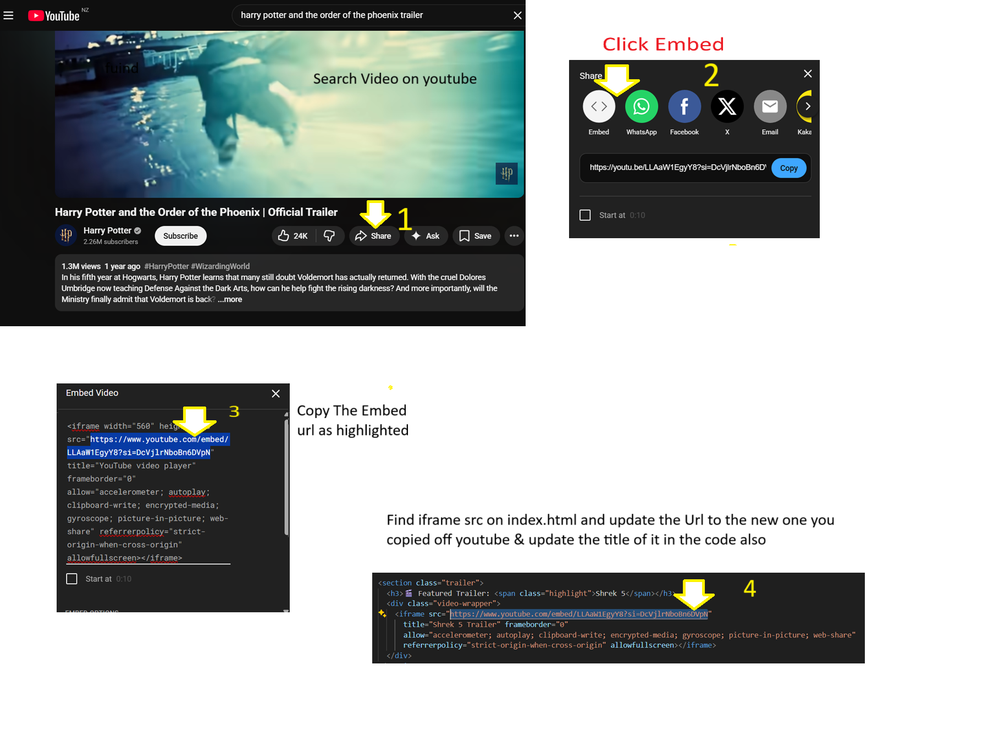 YouTube NZ
harry potter and the order of the phoenix trailer
fuind
Search Video on youtube
HP
Harry Potter and the Order of the Phoenix | Official Trailer
1
HP
Harry Potter
2.26M subscribers
Subscribe
24K
Share
Ask
Save
1.3M views 1 year ago #HarryPotter #WizardingWorld
In his fifth year at Hogwarts, Harry Potter learns that many still doubt Voldemort has actually returned. With the cruel Dolores
Umbridge now teaching Defense Against the Dark Arts, how can he help fight the rising darkness? And more importantly, will the
Ministry finally admit that Voldemort is back? ...more
Click Embed
Share
2
Embed
WhatsApp
Facebook
X
Email
Kaka
https://youtu.be/LLAaW1EgyY8?si=DcVjlrNboBn6D
Copy
Start at 0:10
Embed Video
3
<iframe width="560" heig
src="https://www.youtube.com/embed/
LLAaW1EgyY8?si=DcVjlrNboBn6DVpN"
title="YouTube video player"
frameborder="0"
allow="accelerometer; autoplay;
clipboard-write; encrypted-media;
gyroscope; picture-in-picture; web-
share" referrerpolicy="strict-
origin-when-cross-origin"
allowfullscreen></iframe>
Start at 0:10
EMBED OPTIONS
Copy The Embed
url as highlighted
Find iframe src on index.html and update the Url to the new one you
copied off youtube & update the title of it in the code also
4
<section class="trailer">
<h3>🎬 Featured Trailer: <span class="highlight">Shrek 5</span></h3>
<div class="video-wrapper">
<iframe src="https://www.youtube.com/embed/LLAaW1EgyY8?si=DcVjlrNboBn6DVpN"
title="Shrek 5 Trailer" frameborder="0"
allow="accelerometer; autoplay; clipboard-write; encrypted-media; gyroscope; picture-in-picture; web-share"
referrerpolicy="strict-origin-when-cross-origin" allowfullscreen></iframe>
</div>